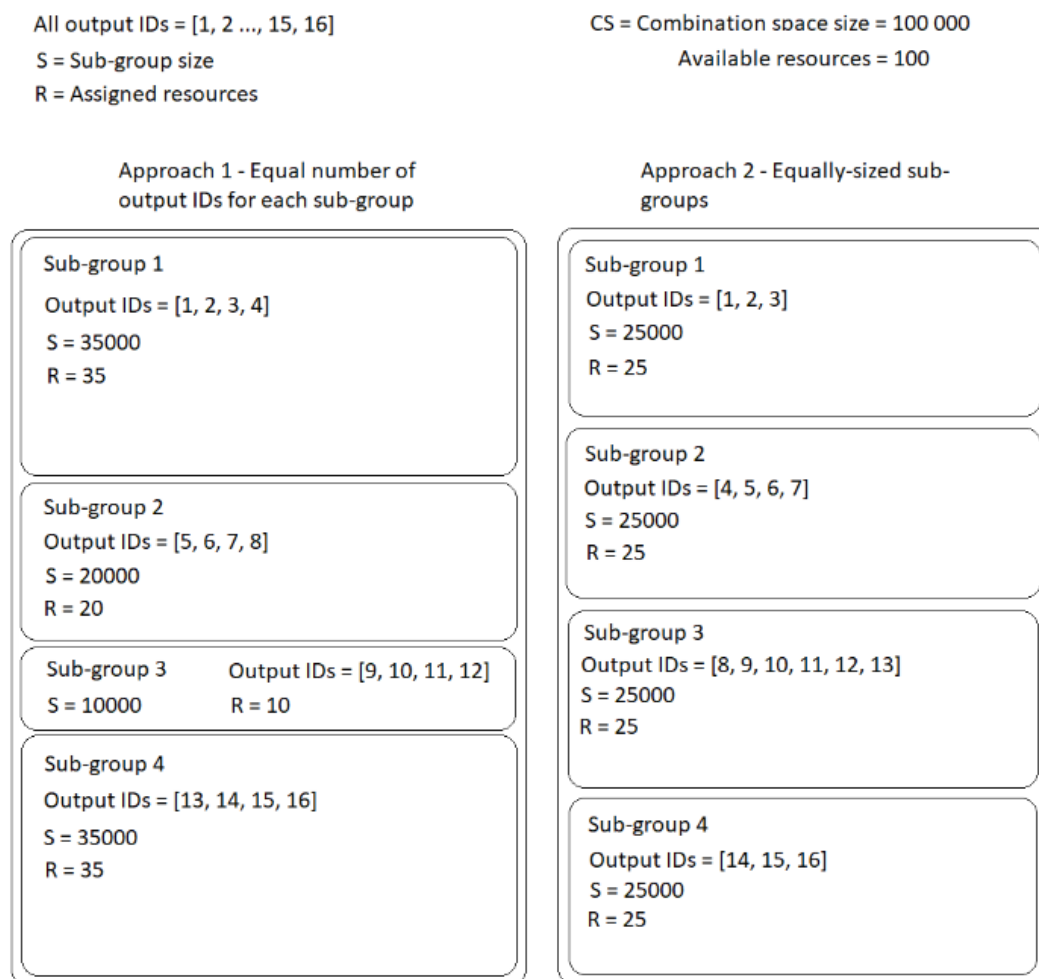 All output IDs = [1, 2 ..., 15, 16]
S = Sub-group size
R = Assigned resources
CS = Combination space size = 100 000
Available resources = 100
Approach 1 - Equal number of
output IDs for each sub-group
Sub-group 1
Output IDs = [1, 2, 3, 4]
S = 35000
R = 35
Sub-group 2
Output IDs = [5, 6, 7, 8]
S = 20000
R = 20
Sub-group 3 Output IDs = [9, 10, 11, 12]
S = 10000 R = 10
Sub-group 4
Output IDs = [13, 14, 15, 16]
S = 35000
R = 35
Approach 2 - Equally-sized sub-
groups
Sub-group 1
Output IDs = [1, 2, 3]
S = 25000
R = 25
Sub-group 2
Output IDs = [4, 5, 6, 7]
S = 25000
R = 25
Sub-group 3
Output IDs = [8, 9, 10, 11, 12, 13]
S = 25000
R = 25
Sub-group 4
Output IDs = [14, 15, 16]
S = 25000
R = 25